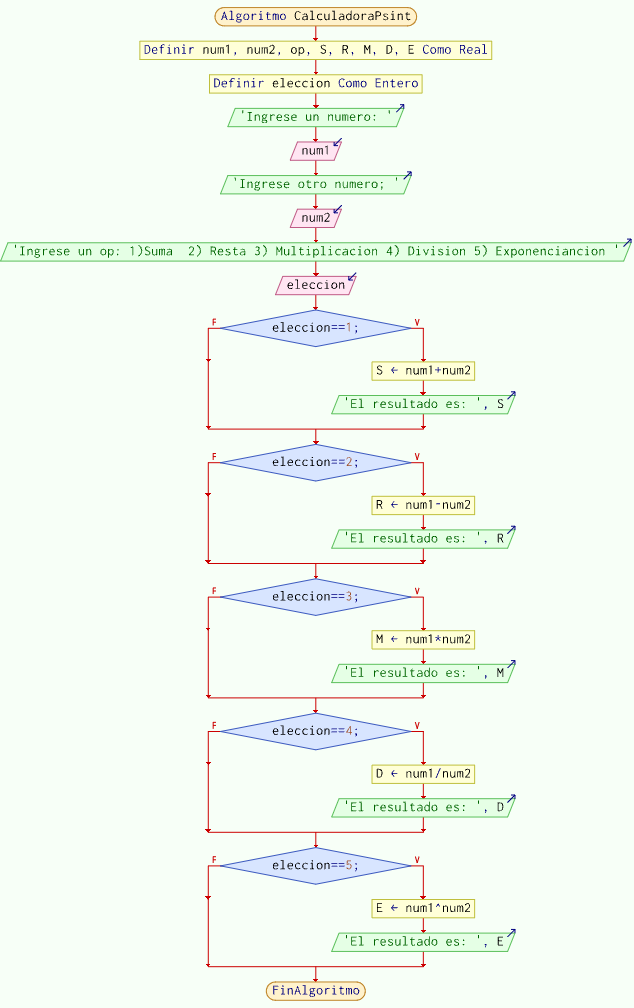 Algoritmo CalculadoraPsint
Definir num1, num2, op, S, R, M, D, E Como Real
Definir eleccion Como Entero
'Ingrese un numero: '
num1
'Ingrese otro numero; '
num2
'Ingrese un op: 1)Suma  2) Resta 3) Multiplicacion 4) Division 5) Exponenciancion '
eleccion
F eleccion==1; V
S ← num1+num2
'El resultado es: ', S
F eleccion==2; V
R ← num1-num2
'El resultado es: ', R
F eleccion==3; V
M ← num1*num2
'El resultado es: ', M
F eleccion==4; V
D ← num1/num2
'El resultado es: ', D
F eleccion==5; V
E ← num1^num2
'El resultado es: ', E
FinAlgoritmo